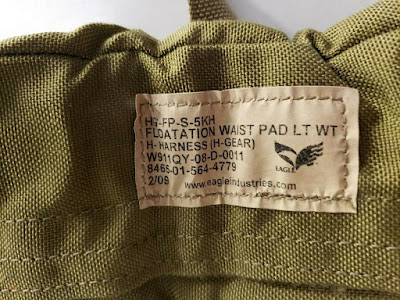 HG-FP-S-5KH
FLOATATION WAIST PAD LT WT
H- HARNESS (H-GEAR)
W911QY-08-D-0011
8465-01-564-4779
2/09
EAGLE
www.eagleindustries.com